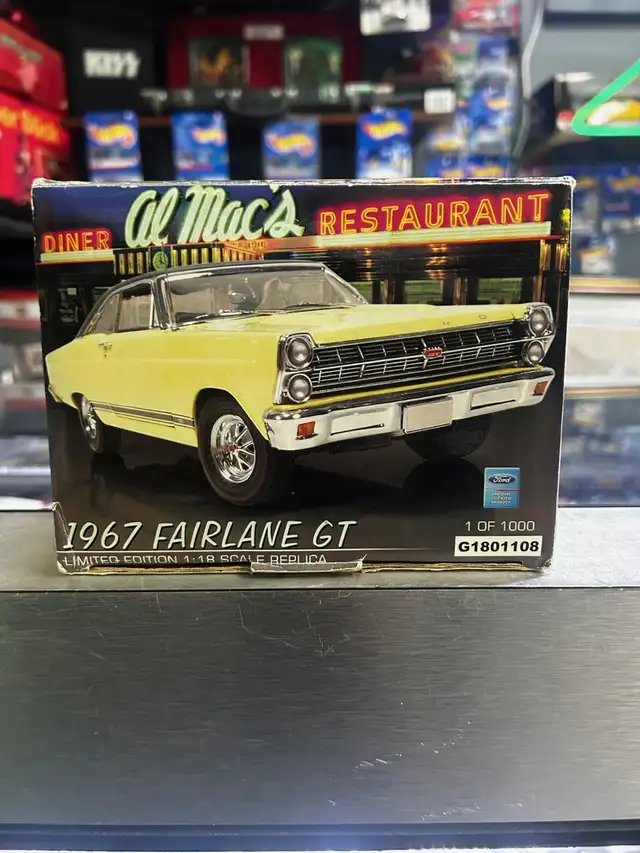 KISS
DINER Al Mac's RESTAURANT
Ford
1967 FAIRLANE GT
LIMITED EDITION 1:18 SCALE REPLICA
1 OF 1000
G1801108